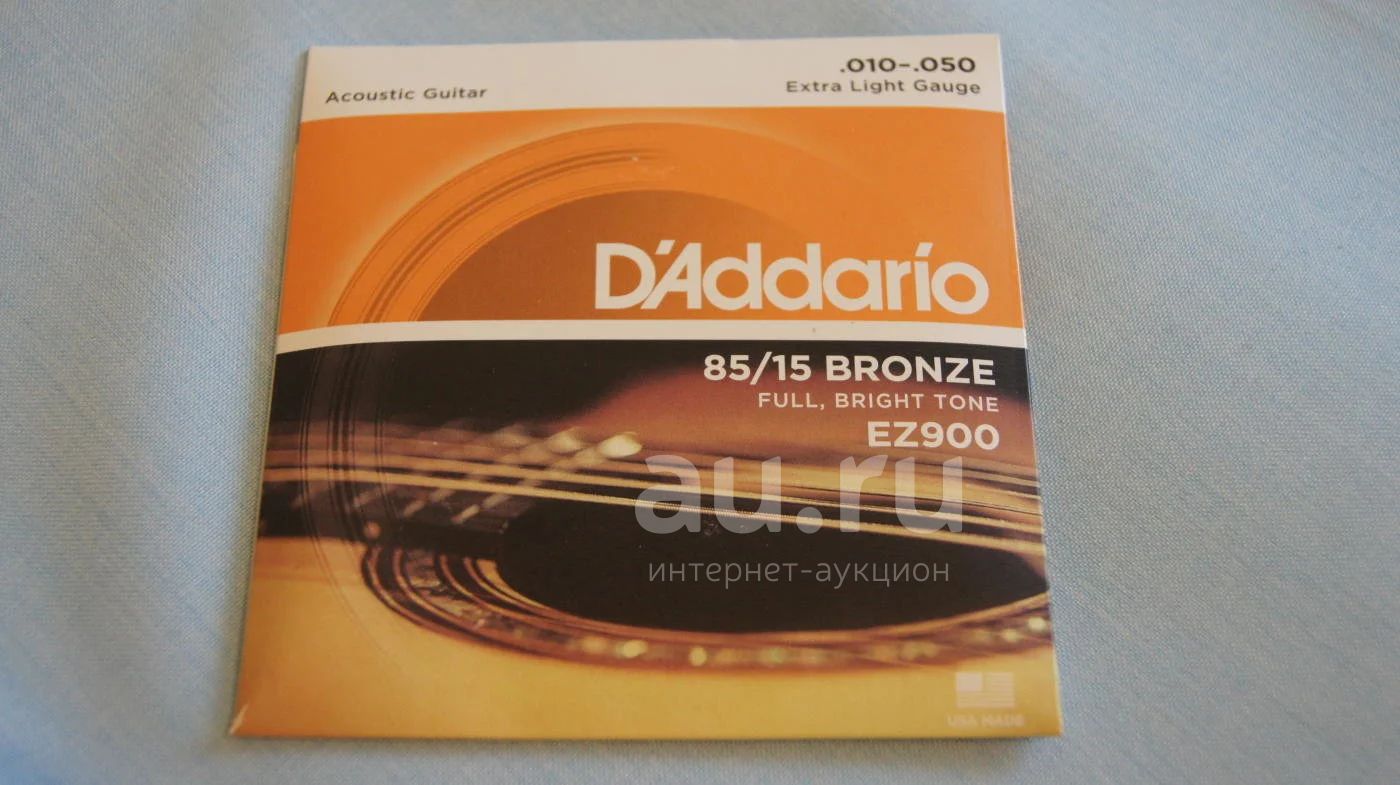 Acoustic Guitar
.010–.050
Extra Light Gauge
D'Addario
85/15 BRONZE
FULL, BRIGHT TONE
EZ900
au.ru
интернет-аукцион
USA MADE